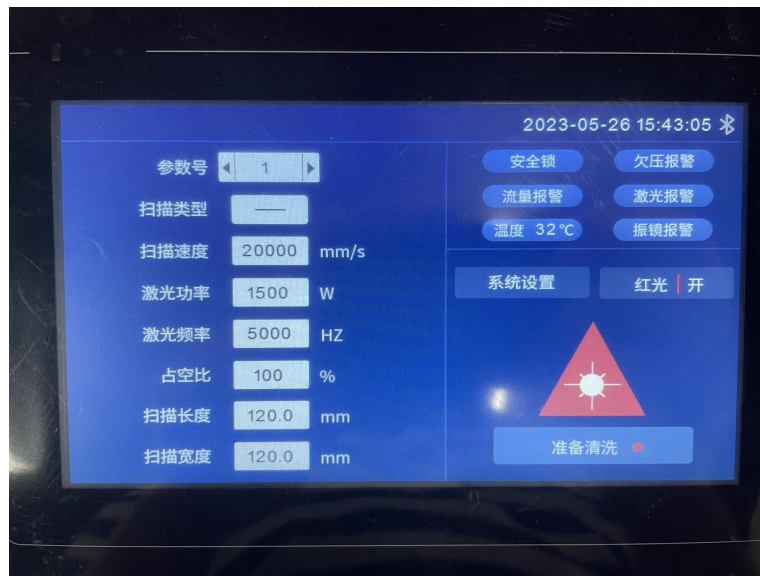 2023-05-26 15:43:05
参数号 1
扫描类型
扫描速度 20000 mm/s
激光功率 1500 W
激光频率 5000 HZ
占空比 100 %
扫描长度 120.0 mm
扫描宽度 120.0 mm
安全锁 欠压报警
流量报警 激光报警
温度 32℃ 振镜报警
系统设置 红光 开
准备清洗